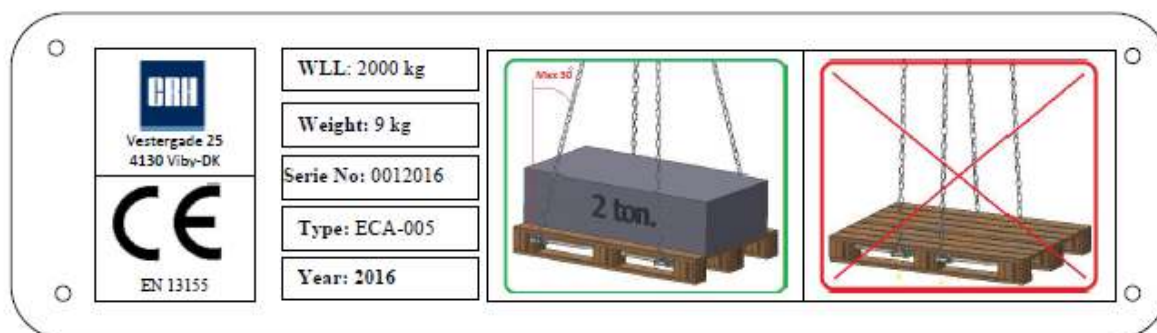 CRH
Vestergade 25
4130 Viby-DK
CE
EN 13155
WLL: 2000 kg
Weight: 9 kg
Serie No: 0012016
Type: ECA-005
Year: 2016
Max 30°
2 ton.